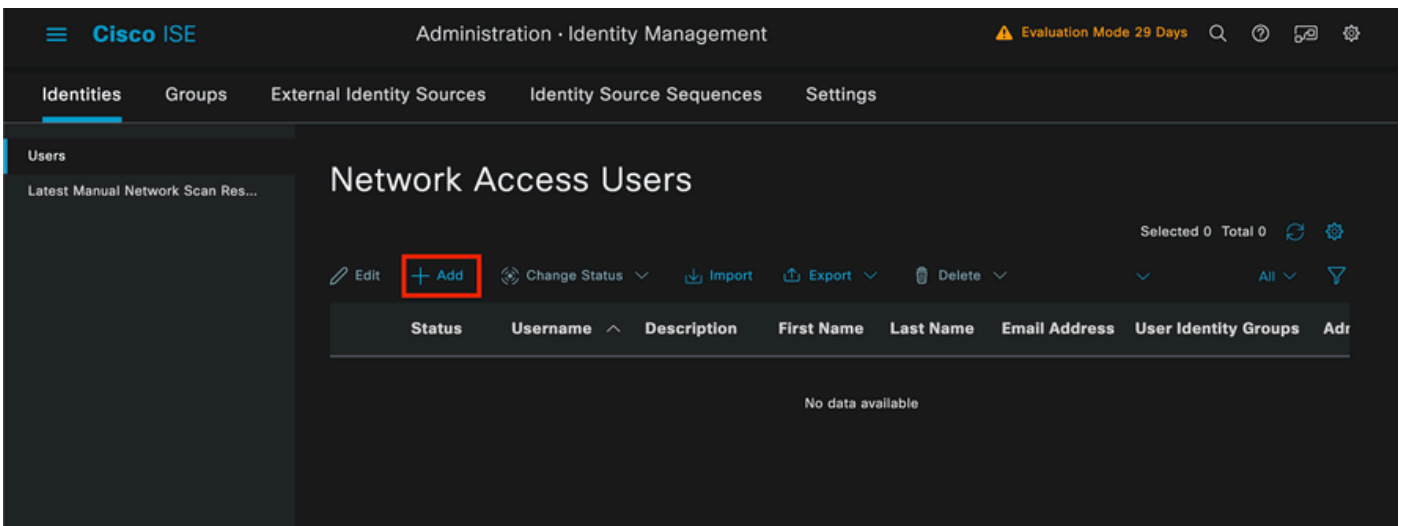 Cisco ISE
Administration · Identity Management
Evaluation Mode 29 Days
Identities Groups External Identity Sources Identity Source Sequences Settings
Users
Latest Manual Network Scan Res...
Network Access Users
Selected 0 Total 0
Edit Add Change Status Import Export Delete All
Status Username Description First Name Last Name Email Address User Identity Groups Adr
No data available